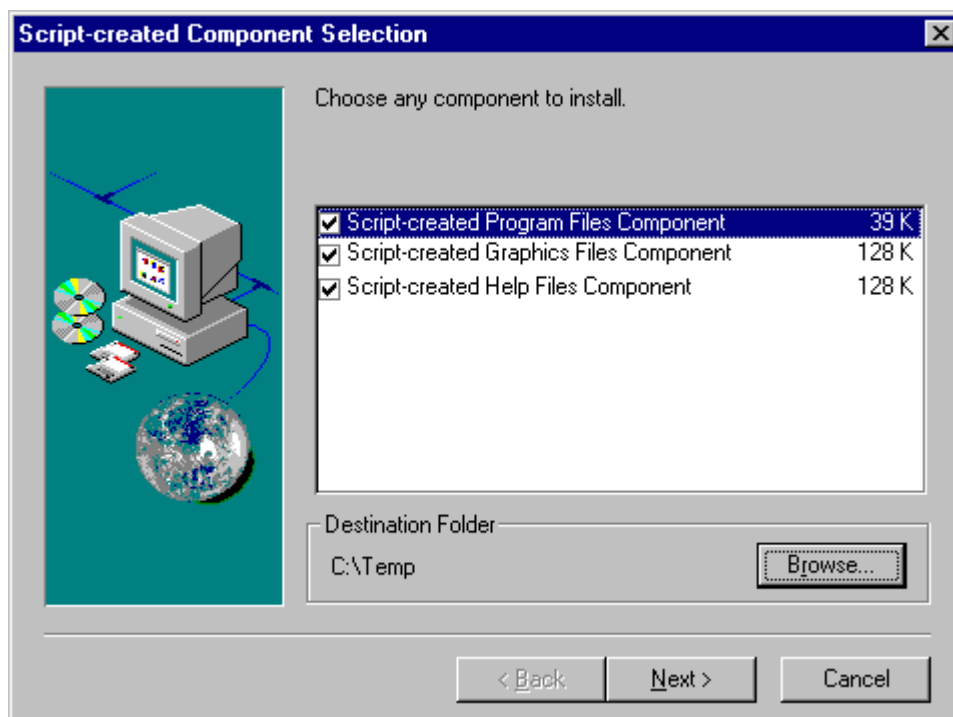 Script-created Component Selection
Choose any component to install.
Script-created Program Files Component 39 K
Script-created Graphics Files Component 128 K
Script-created Help Files Component 128 K
Destination Folder
C:\Temp
Browse...
< Back Next > Cancel